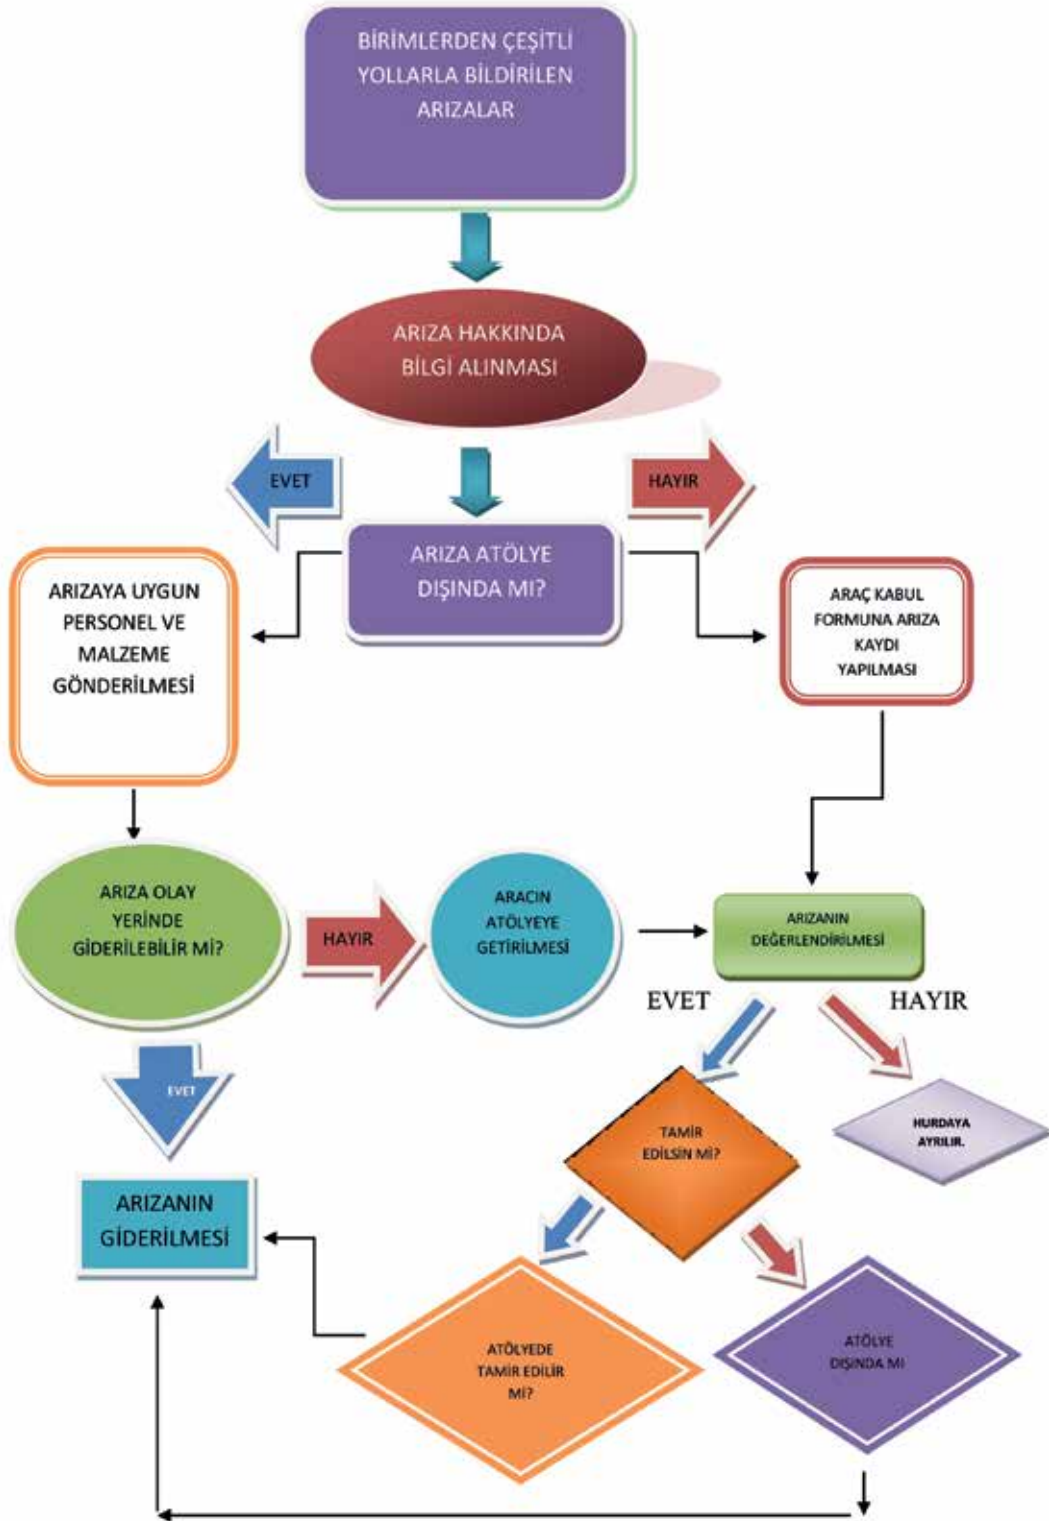 BİRİMLERDEN ÇEŞİTLİ
YOLLARLA BİLDİRİLEN
ARIZALAR
ARIZA HAKKINDA
BİLGİ ALINMASI
EVET
HAYIR
ARIZA ATÖLYE
DIŞINDA MI?
ARIZAYA UYGUN
PERSONEL VE
MALZEME
GÖNDERİLMESİ
ARAÇ KABUL
FORMUNA ARIZA
KAYDI
YAPILMASI
ARIZA OLAY
YERİNDE
GİDERİLEBİLİR Mİ?
HAYIR
ARACIN
ATÖLYEYE
GETİRİLMESİ
ARIZANIN
DEĞERLENDİRİLMESİ
EVET
HAYIR
EVET
TAMİR
EDİLSİN Mİ?
HURDAYA
AYRILIR.
ARIZANIN
GİDERİLMESİ
ATÖLYEDE
TAMİR EDİLİR
Mİ?
ATÖLYE
DIŞINDA MI